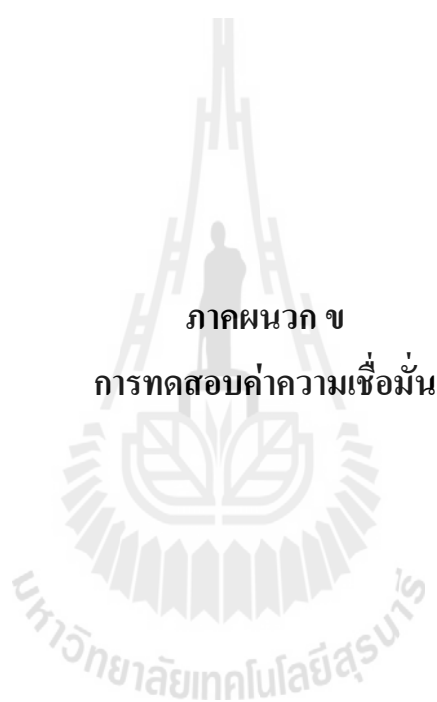 ภาคผนวก ข
การทดสอบค่าความเชื่อมั่น
มหาวิทยาลัยเทคโนโลยีสุรนารี